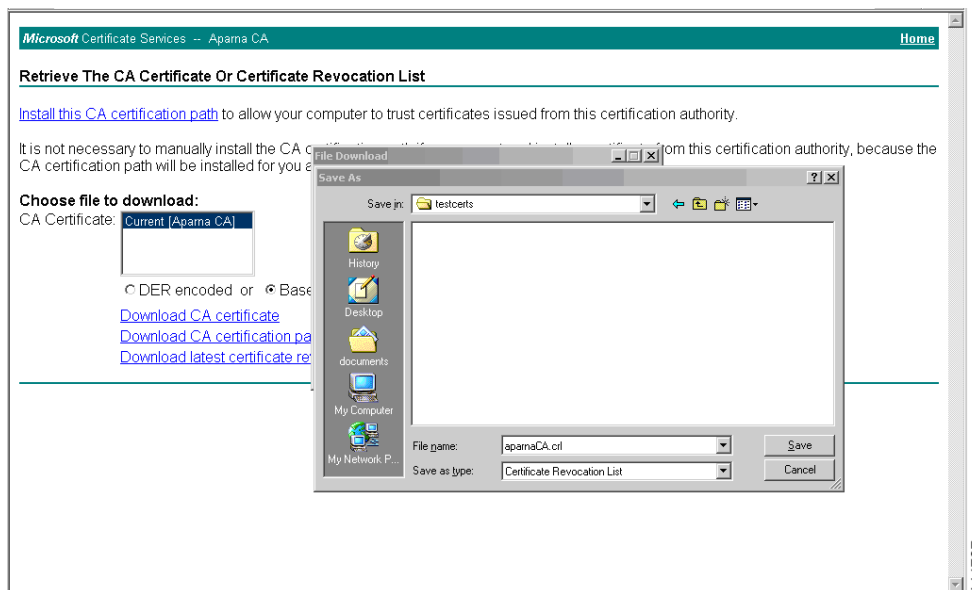 Microsoft Certificate Services -- Aparna CA Home
Retrieve The CA Certificate Or Certificate Revocation List
Install this CA certification path to allow your computer to trust certificates issued from this certification authority.
It is not necessary to manually install the CA from this certification authority, because the
CA certification path will be installed for you
File Download
Save As
Save in: testcerts
Choose file to download:
CA Certificate: Current [Aparna CA]
DER encoded or Base
Download CA certificate
Download CA certification pa
Download latest certificate re
History
Desktop
documents
My Computer
My Network P...
File name: aparnaCA.crl Save
Save as type: Certificate Revocation List Cancel